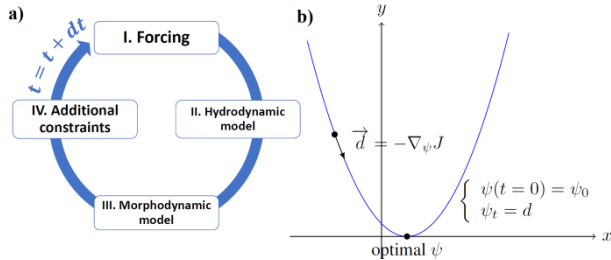 a)
I. Forcing
t = t + dt
IV. Additional
constraints
II. Hydrodynamic
model
III. Morphodynamic
model
b)
y
d⃗ = −∇ψJ
ψ(t = 0) = ψ0
ψt = d
x
optimal ψ